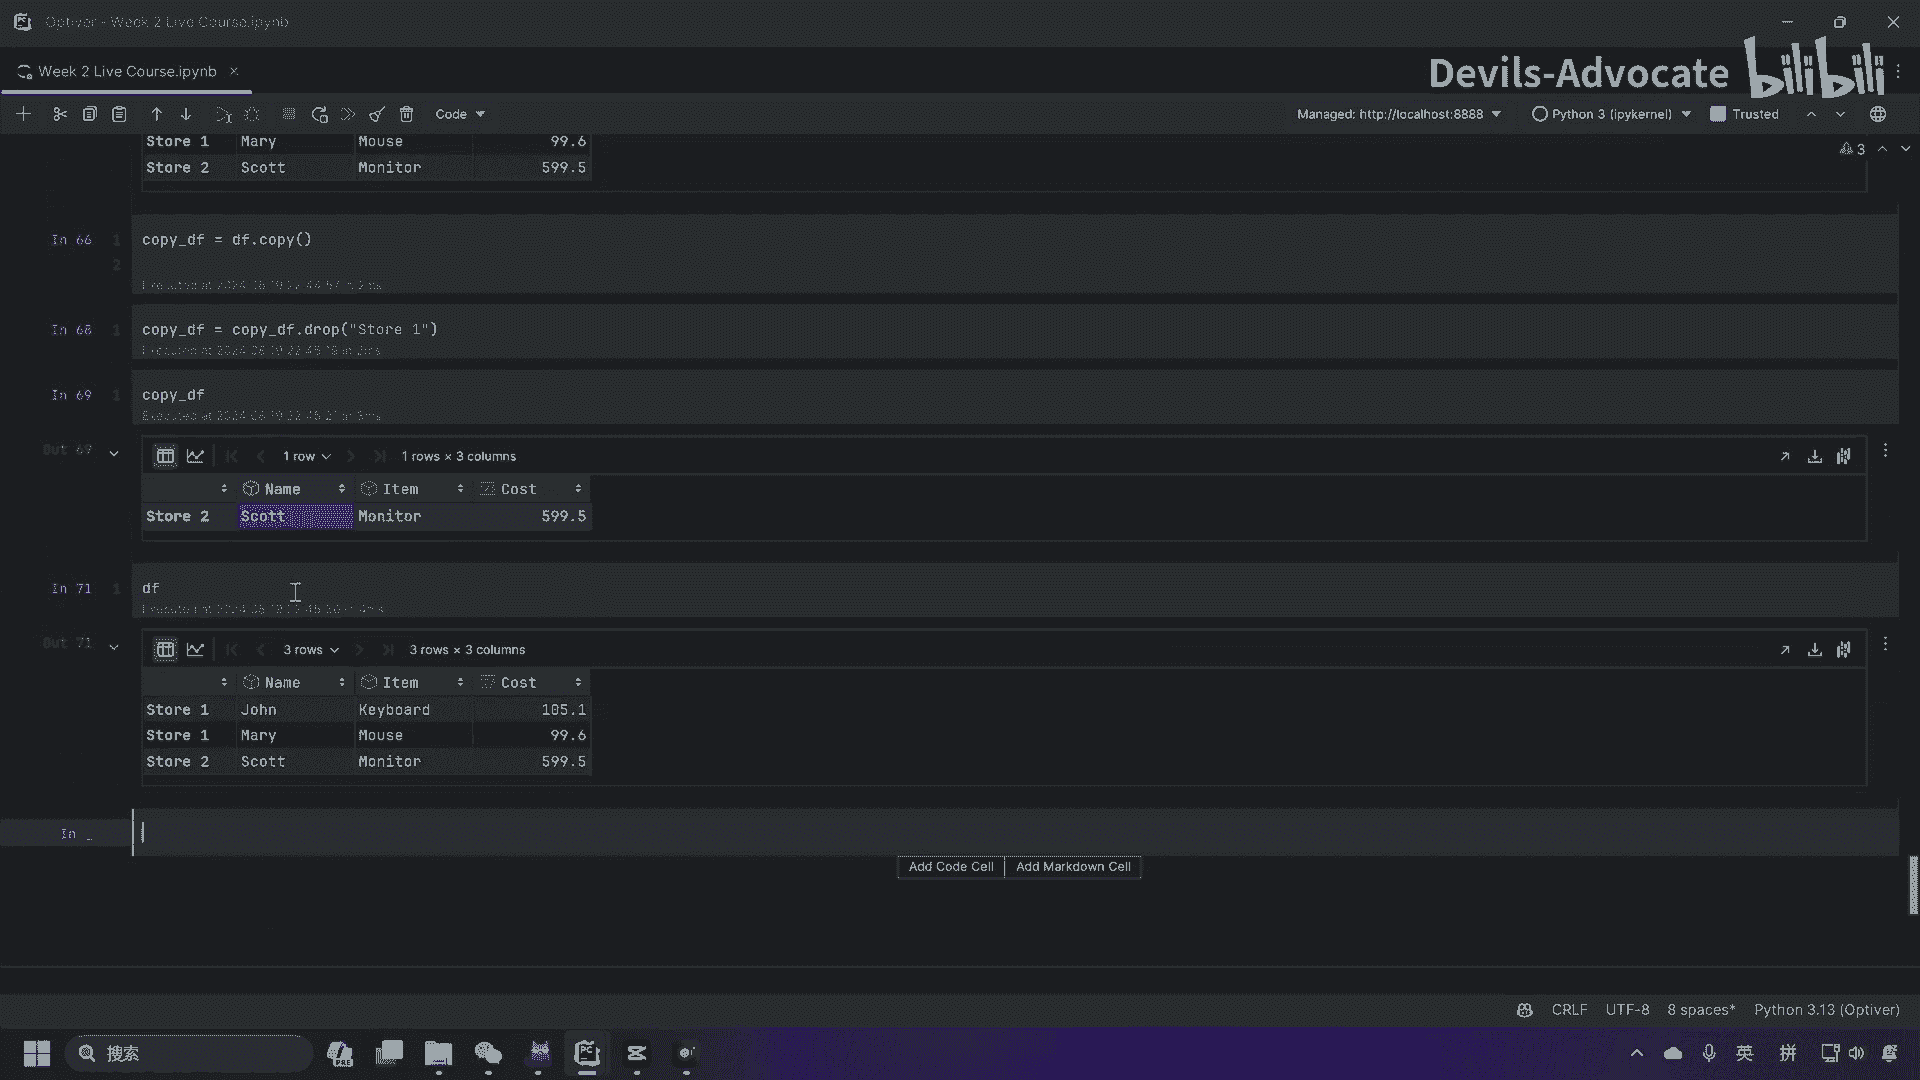 Optiver - Week 2 Live Course.ipynb
Week 2 Live Course.ipynb
Devils-Advocate bilibili
Code
Managed: http://localhost:8888
Python 3 (ipykernel)
Trusted
3
Store 1 Mary Mouse 99.6
Store 2 Scott Monitor 599.5
In 66 1 copy_df = df.copy()
2
In 68 1 copy_df = copy_df.drop("Store 1")
In 69 1 copy_df
Out 69
1 row 1 rows × 3 columns
Name Item Cost
Store 2 Scott Monitor 599.5
In 71 1 df
Out 71
3 rows 3 rows × 3 columns
Name Item Cost
Store 1 John Keyboard 105.1
Store 1 Mary Mouse 99.6
Store 2 Scott Monitor 599.5
In _
Add Code Cell Add Markdown Cell
CRLF UTF-8 8 spaces* Python 3.13 (Optiver)
搜索
英 拼